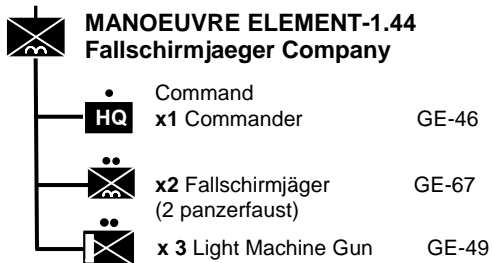 MANOEUVRE ELEMENT-1.44
Fallschirmjaeger Company
Command
HQ x1 Commander GE-46
x2 Fallschirmjäger GE-67
(2 panzerfaust)
x 3 Light Machine Gun GE-49